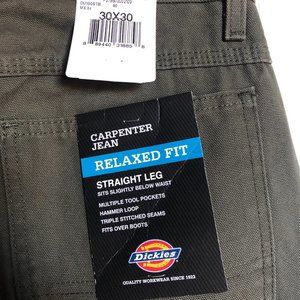 30X30
CARPENTER
JEAN
RELAXED FIT
STRAIGHT LEG
SITS SLIGHTLY BELOW WAIST
MULTIPLE TOOL POCKETS
HAMMER LOOP
TRIPLE STITCHED SEAMS
FITS OVER BOOTS
Dickies
QUALITY WORKWEAR SINCE 1922